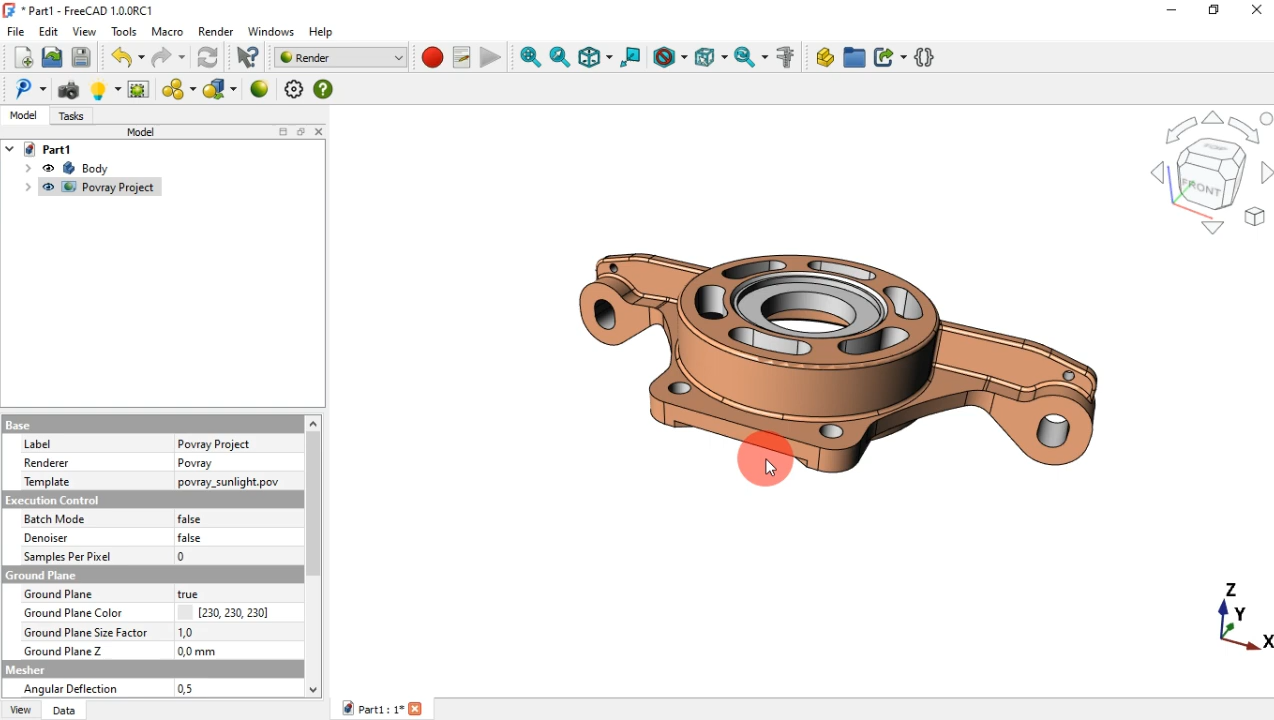 * Part1 - FreeCAD 1.0.0RC1
File Edit View Tools Macro Render Windows Help
Render
Model Tasks
Model
Part1
Body
Povray Project
Base
Label Povray Project
Renderer Povray
Template povray_sunlight.pov
Execution Control
Batch Mode false
Denoiser false
Samples Per Pixel 0
Ground Plane
Ground Plane true
Ground Plane Color [230, 230, 230]
Ground Plane Size Factor 1,0
Ground Plane Z 0,0 mm
Mesher
Angular Deflection 0,5
View Data
Part1 : 1*
TOP
FRONT
Z
Y
X